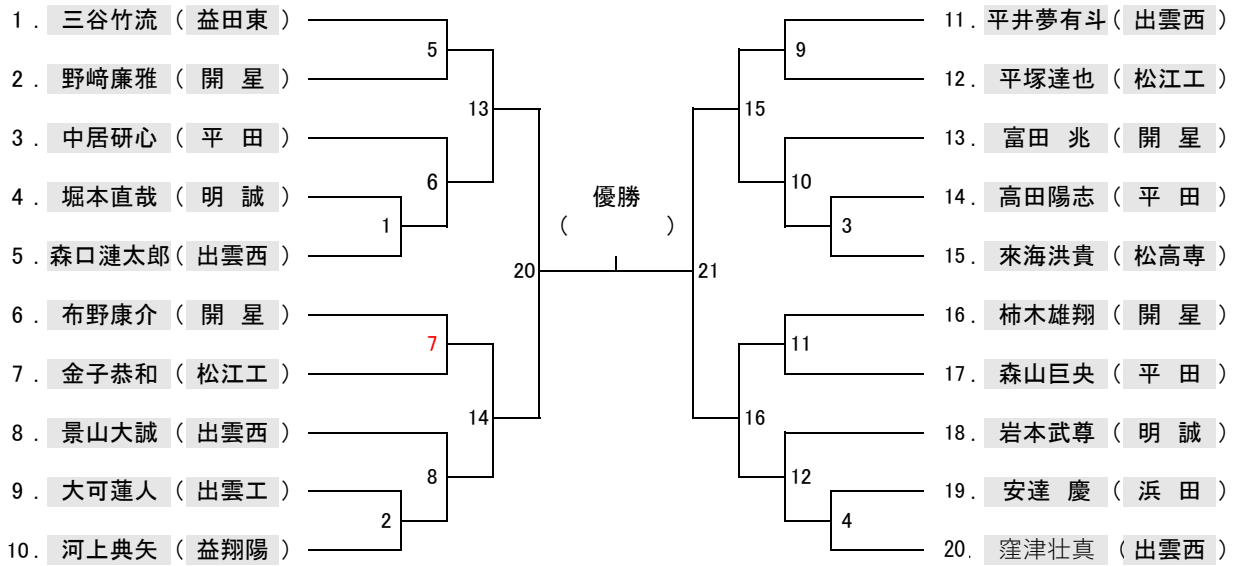 1. 三谷竹流 (益田東)
2. 野﨑廉雅 (開 星)
3. 中居研心 (平 田)
4. 堀本直哉 (明 誠)
5. 森口漣太郎 (出雲西)
6. 布野康介 (開 星)
7. 金子恭和 (松江工)
8. 景山大誠 (出雲西)
9. 大可蓮人 (出雲工)
10. 河上典矢 (益翔陽)
5
13
6
1
20
7
14
8
2
優勝
( )
21
9
15
10
3
11
16
12
4
11. 平井夢有斗 (出雲西)
12. 平塚達也 (松江工)
13. 富田 兆 (開 星)
14. 高田陽志 (平 田)
15. 來海洪貴 (松高専)
16. 柿木雄翔 (開 星)
17. 森山巨央 (平 田)
18. 岩本武尊 (明 誠)
19. 安達 慶 (浜 田)
20. 窪津壮真 (出雲西)